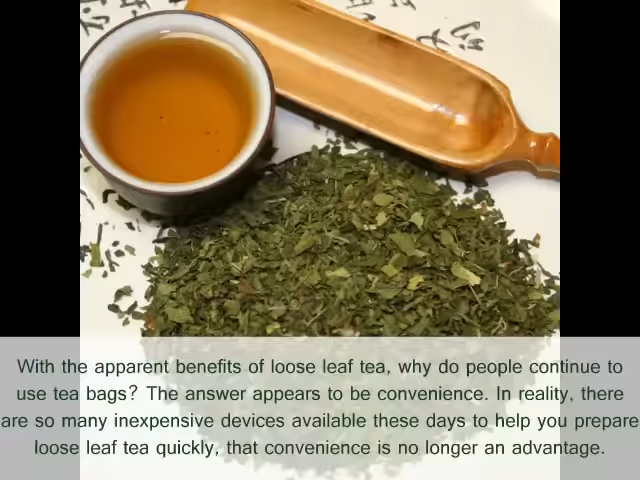 With the apparent benefits of loose leaf tea, why do people continue to
use tea bags? The answer appears to be convenience. In reality, there
are so many inexpensive devices available these days to help you prepare
loose leaf tea quickly, that convenience is no longer an advantage.